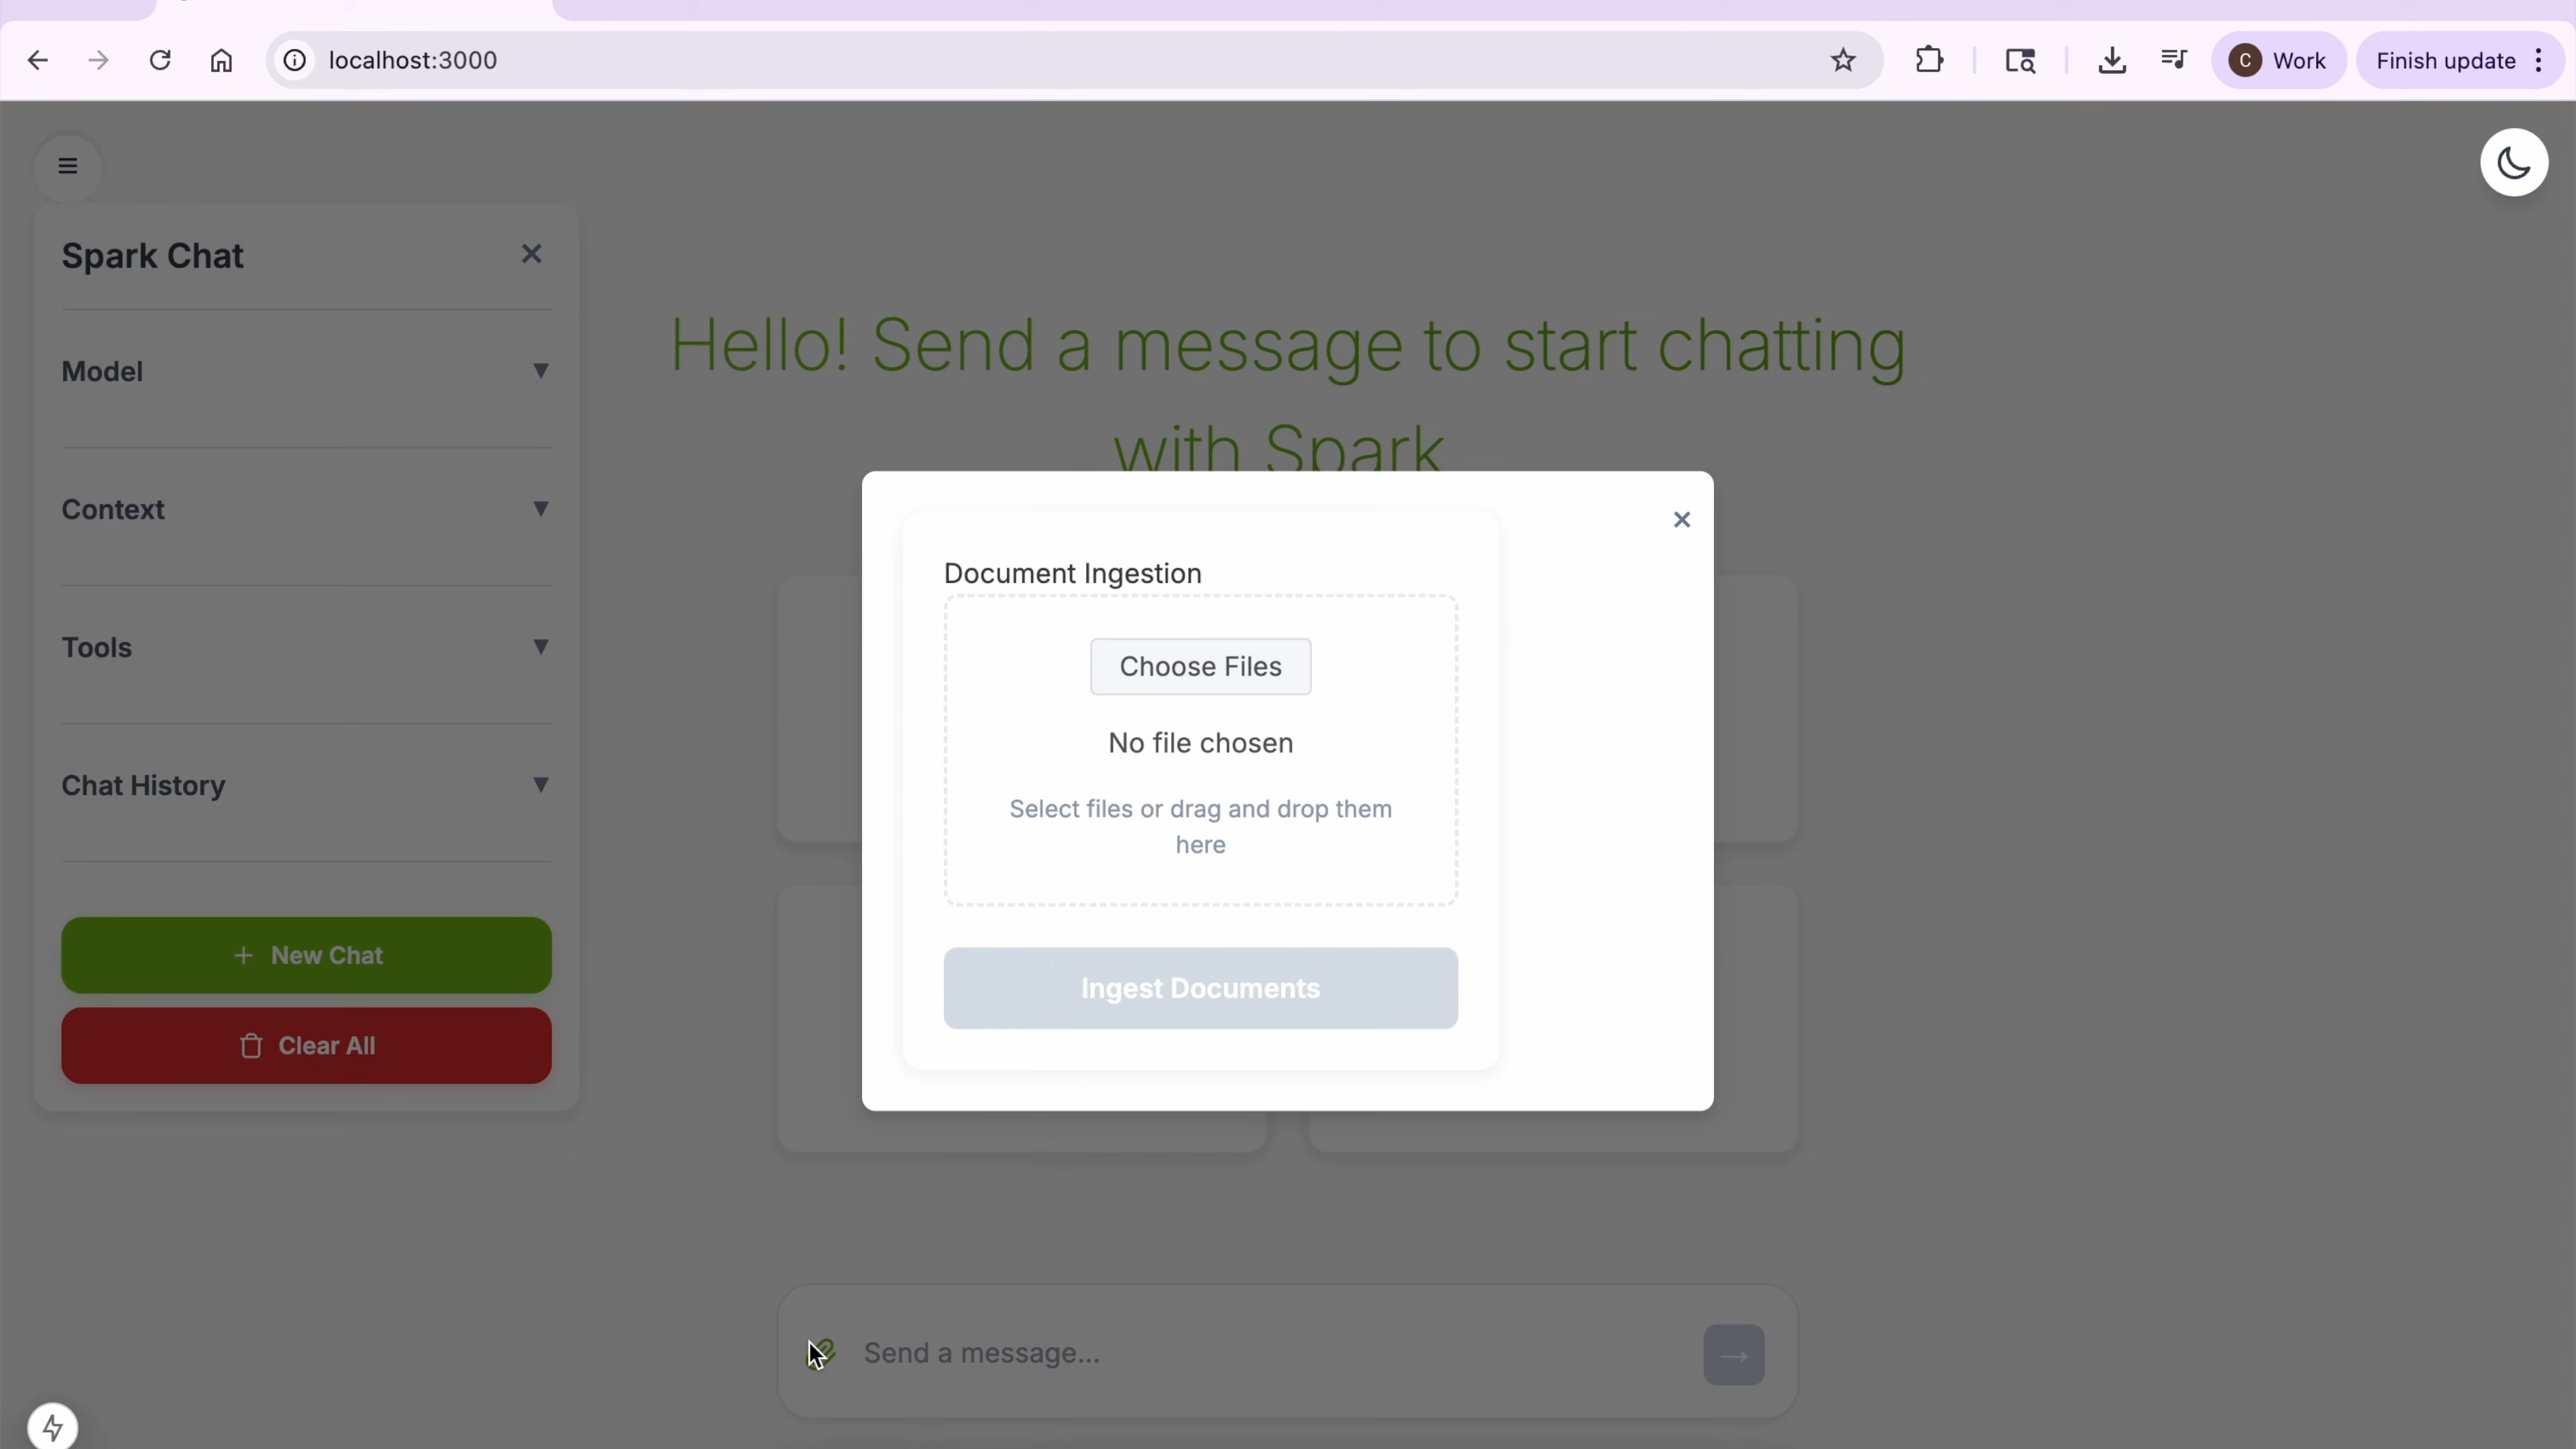 localhost:3000
C
Work
Finish update
Spark Chat
Model
Context
Tools
Chat History
+ New Chat
Clear All
Hello! Send a message to start chatting
with Spark
Document Ingestion
Choose Files
No file chosen
Select files or drag and drop them
here
Ingest Documents
Send a message...